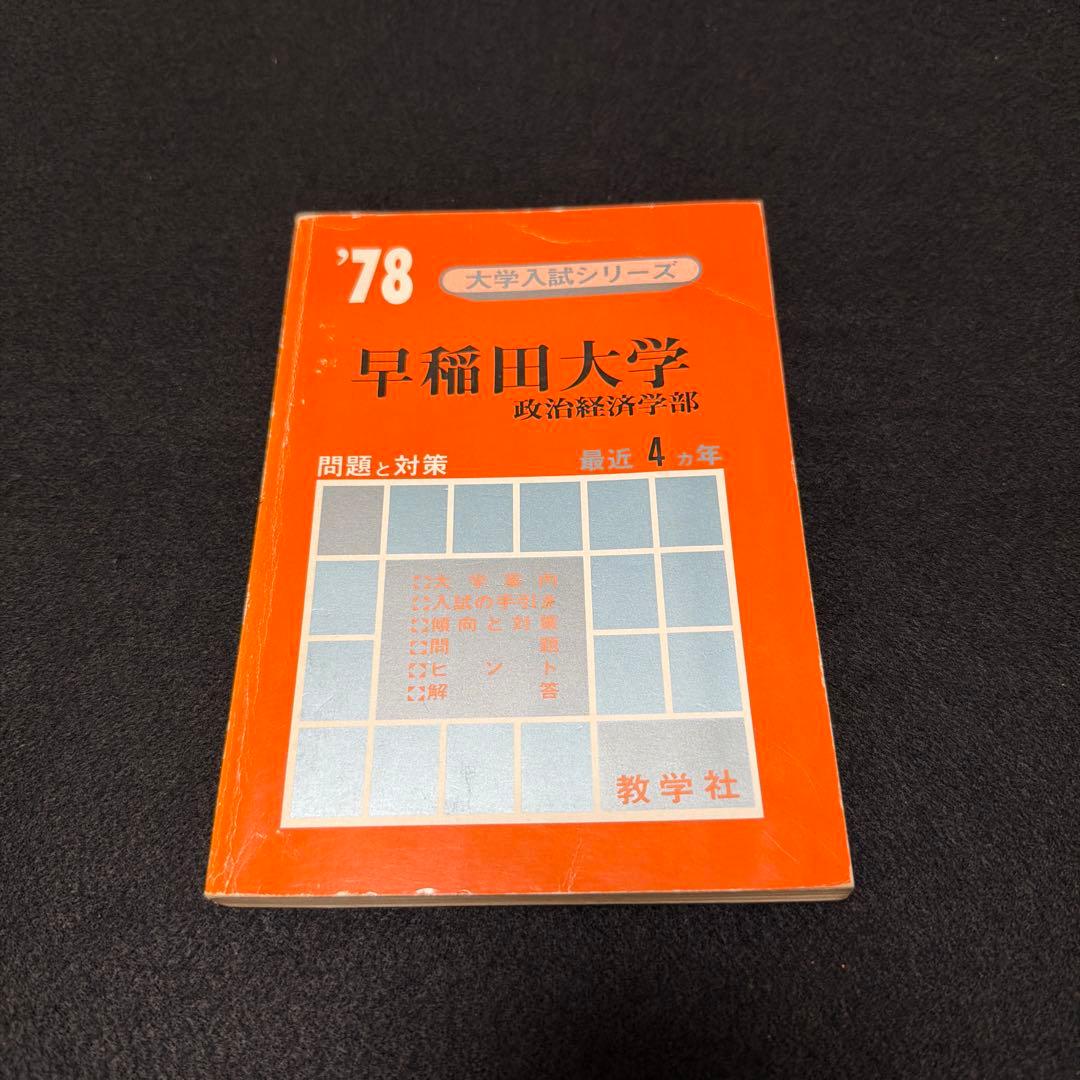 '78
大学入試シリーズ
早稲田大学
政治経済学部
問題と対策
最近4ヵ年
大学案内
入試の手引き
傾向と対策
問題
ヒント
解答
教学社